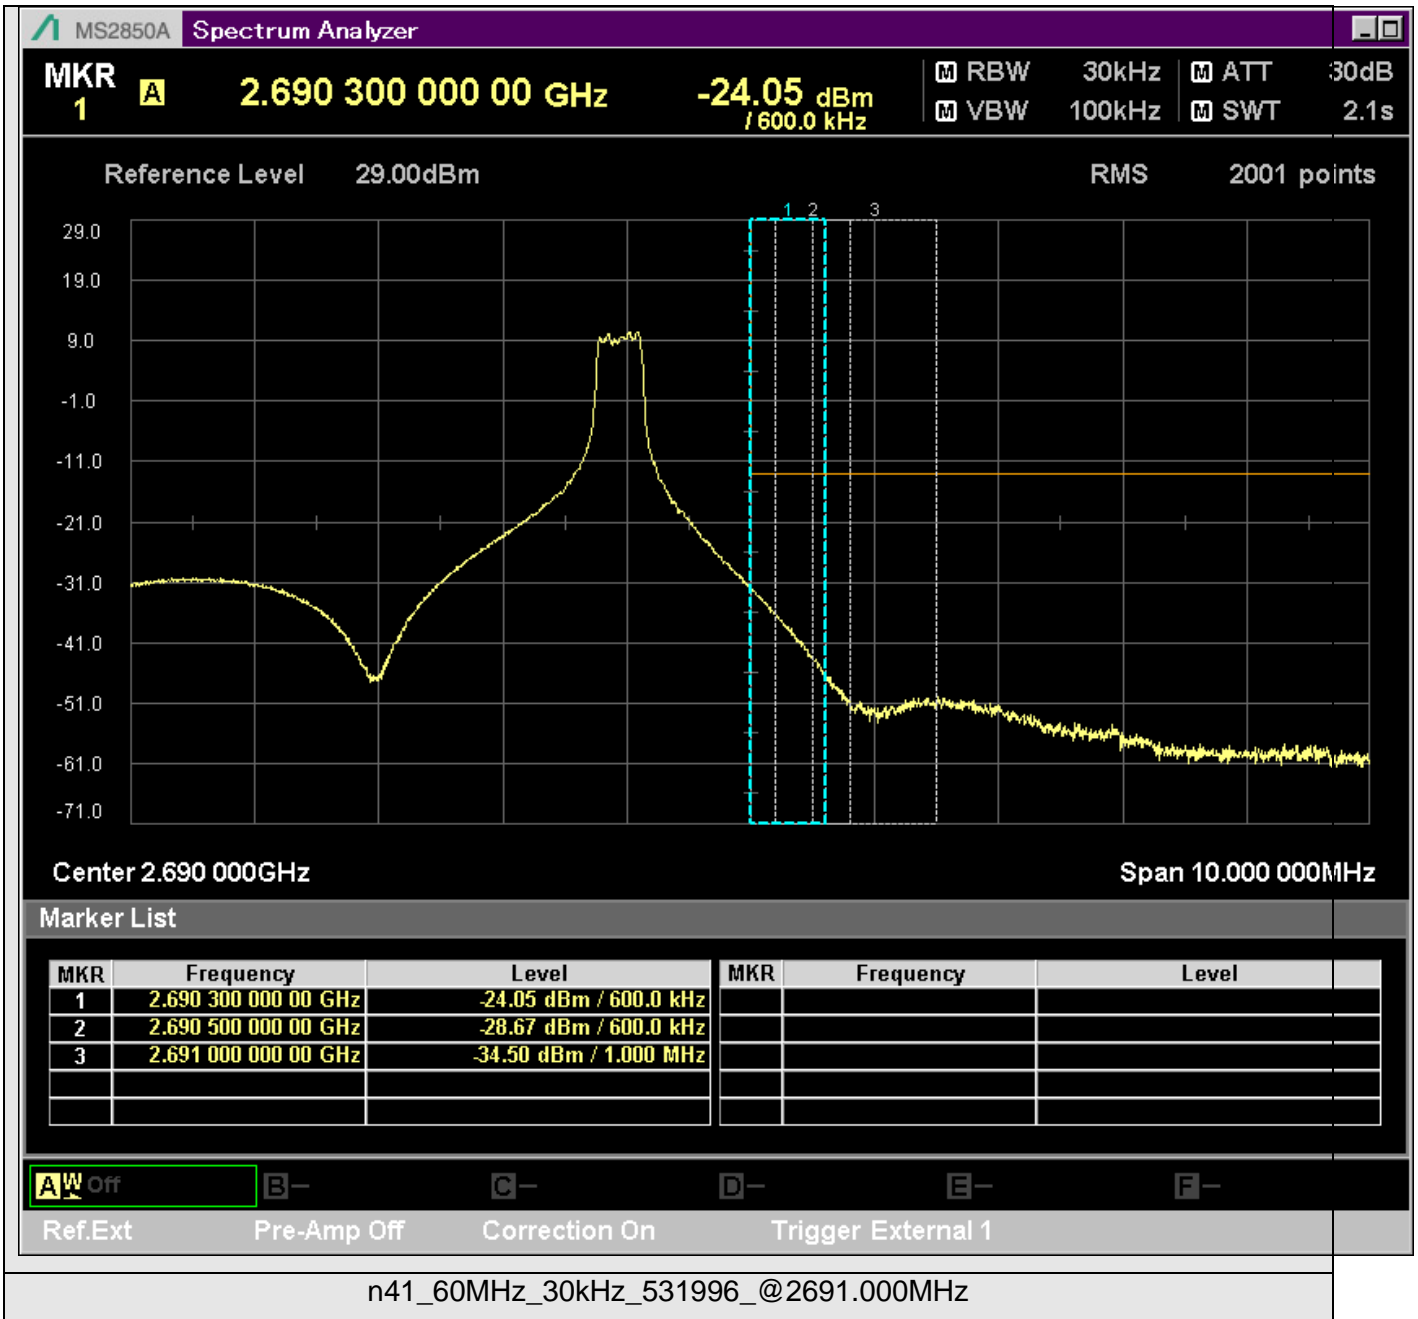 MS2850A Spectrum Analyzer
MKR A 2.690 300 000 00 GHz -24.05 dBm M RBW 30kHz M ATT 30dB
1 / 600.0 kHz M VBW 100kHz M SWT 2.1s
Reference Level 29.00dBm RMS 2001 points
1 2 3
29.0
19.0
9.0
-1.0
-11.0
-21.0
-31.0
-41.0
-51.0
-61.0
-71.0
Center 2.690 000GHz Span 10.000 000MHz
Marker List
MKR Frequency Level MKR Frequency Level
1 2.690 300 000 00 GHz -24.05 dBm / 600.0 kHz
2 2.690 500 000 00 GHz -28.67 dBm / 600.0 kHz
3 2.691 000 000 00 GHz -34.50 dBm / 1.000 MHz
A W Off B- C- D- E- F-
Ref.Ext Pre-Amp Off Correction On Trigger External 1
n41_60MHz_30kHz_531996_@2691.000MHz